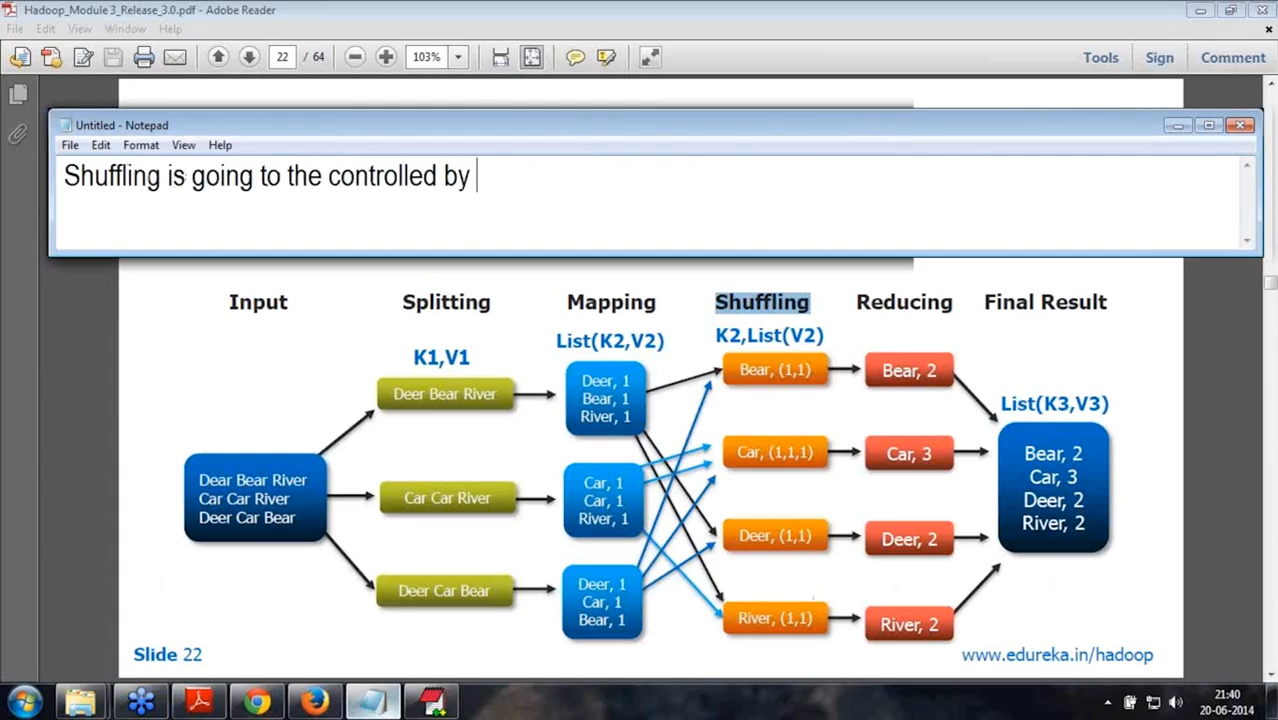 Hadoop_Module 3_Release_3.0.pdf - Adobe Reader
File Edit View Window Help
22 / 64 103% Tools Sign Comment
Untitled - Notepad
File Edit Format View Help
Shuffling is going to the controlled by
Input Splitting Mapping Shuffling Reducing Final Result
K1,V1
List(K2,V2)
K2,List(V2)
List(K3,V3)
Dear Bear River
Car Car River
Deer Car Bear
Deer Bear River
Car Car River
Deer Car Bear
Deer, 1
Bear, 1
River, 1
Car, 1
Car, 1
River, 1
Deer, 1
Car, 1
Bear, 1
Bear, (1,1)
Car, (1,1,1)
Deer, (1,1)
River, (1,1)
Bear, 2
Car, 3
Deer, 2
River, 2
Bear, 2
Car, 3
Deer, 2
River, 2
Slide 22
www.edureka.in/hadoop
21:40
20-06-2014